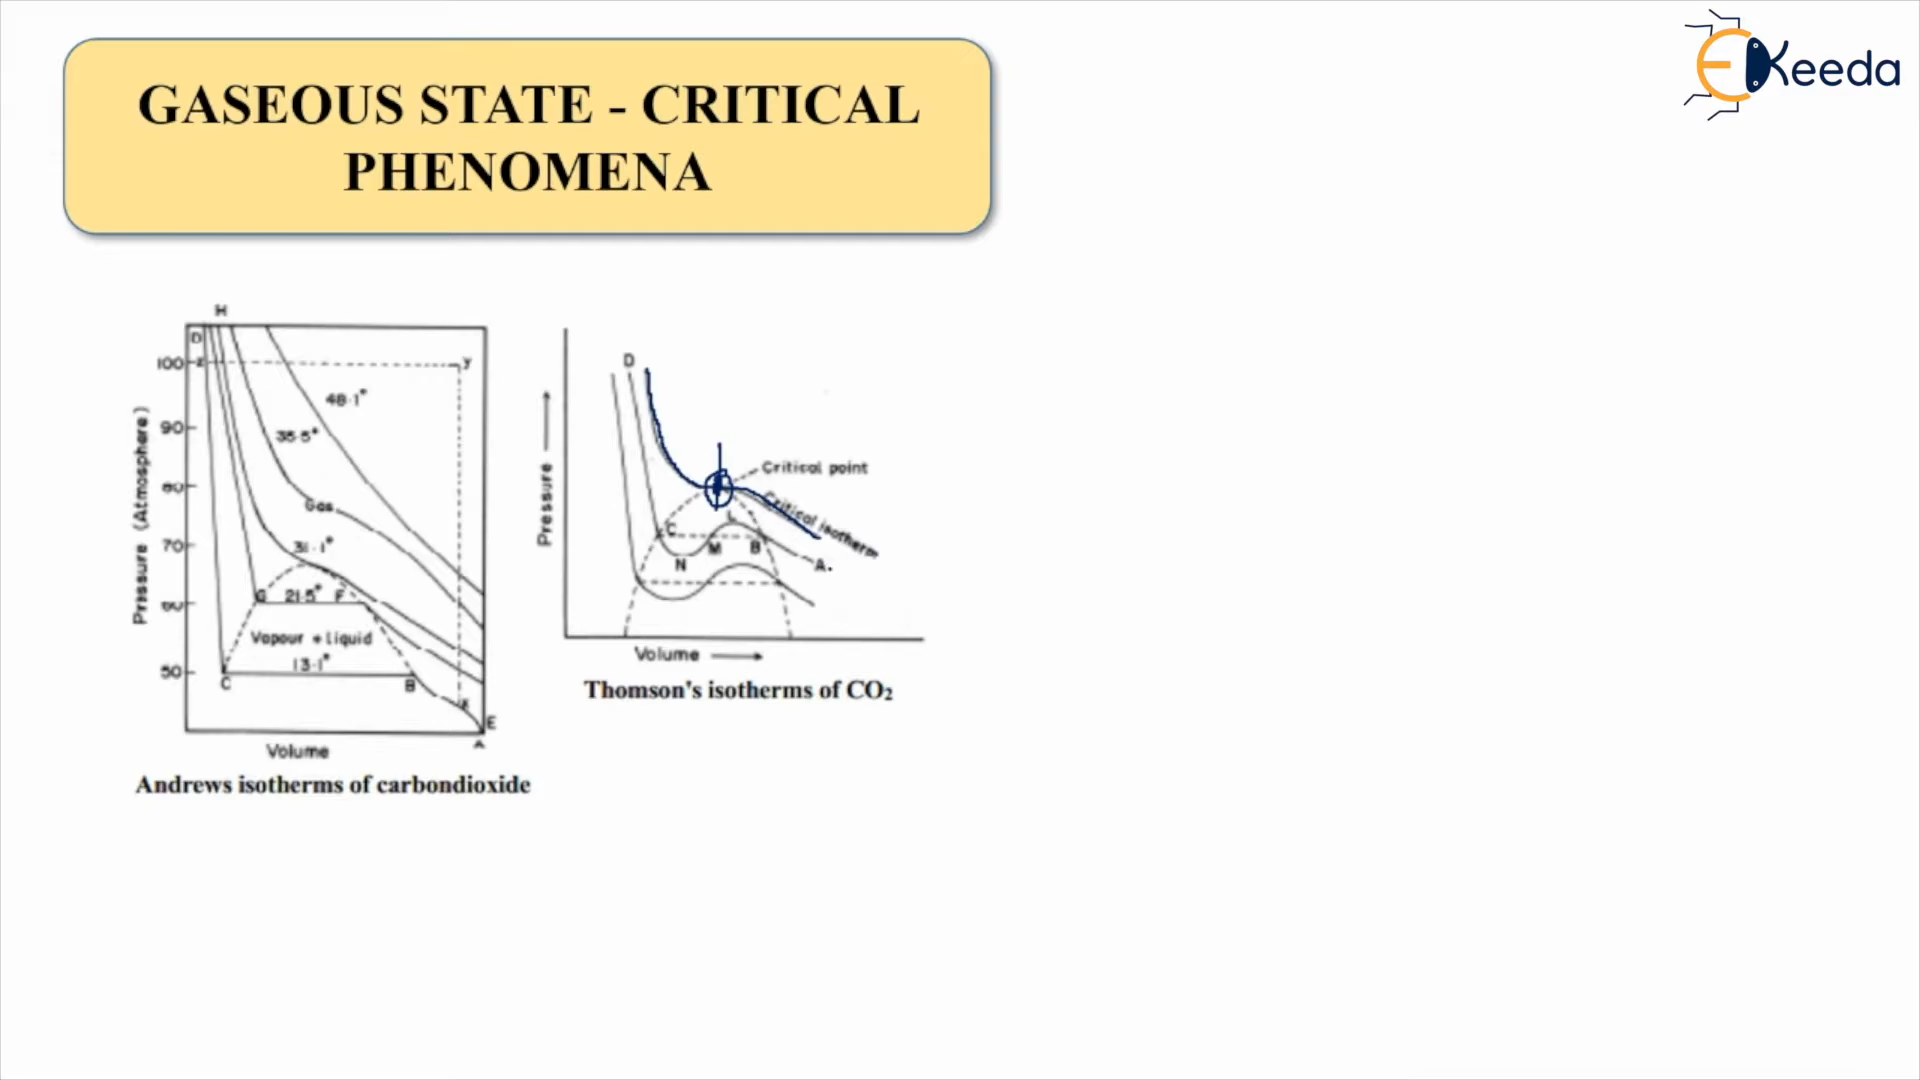 GASEOUS STATE - CRITICAL
PHENOMENA
Keeda
H
D
100
z
y
48.1°
90
35.5°
80
Gas
70
31.1°
60
G
21.5°
F
Vapour + liquid
13.1°
50
C
B
x
E
A
Pressure (Atmosphere)
Volume
Andrews isotherms of carbondioxide
D
Critical point
Critical isotherm
L
C
M
B
N
A.
Pressure
Volume
Thomson's isotherms of CO₂